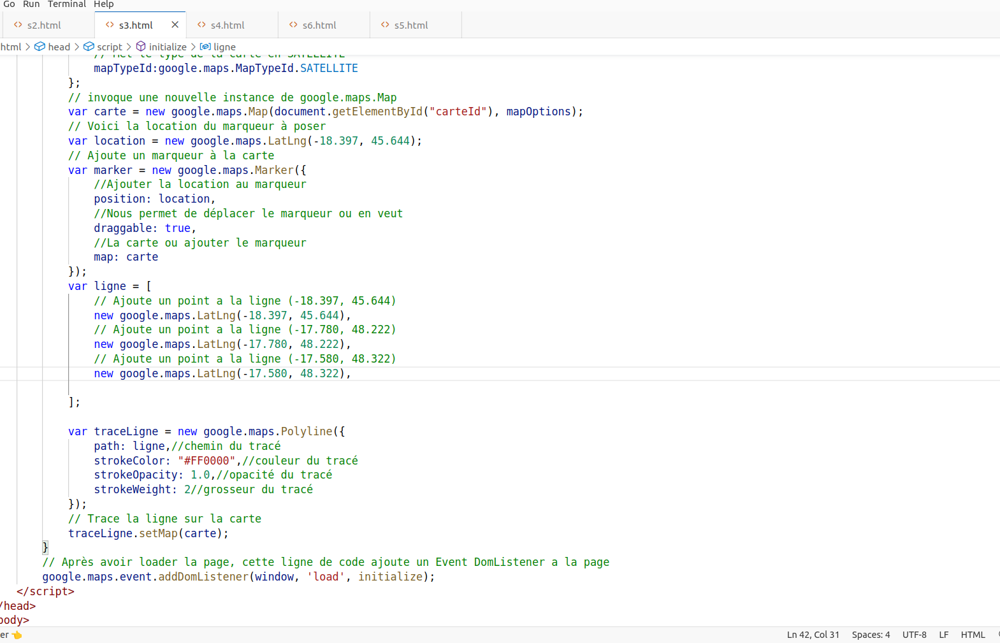 Go Run Terminal Help
s2.html s3.html s4.html s6.html s5.html
html > head > script > initialize > ligne
// Met le type de la carte en SATELLITE
mapTypeId:google.maps.MapTypeId.SATELLITE
};
// invoque une nouvelle instance de google.maps.Map
var carte = new google.maps.Map(document.getElementById("carteId"), mapOptions);
// Voici la location du marqueur à poser
var location = new google.maps.LatLng(-18.397, 45.644);
// Ajoute un marqueur à la carte
var marker = new google.maps.Marker({
//Ajouter la location au marqueur
position: location,
//Nous permet de déplacer le marqueur ou en veut
draggable: true,
//La carte ou ajouter le marqueur
map: carte
});
var ligne = [
// Ajoute un point a la ligne (-18.397, 45.644)
new google.maps.LatLng(-18.397, 45.644),
// Ajoute un point a la ligne (-17.780, 48.222)
new google.maps.LatLng(-17.780, 48.222),
// Ajoute un point a la ligne (-17.580, 48.322)
new google.maps.LatLng(-17.580, 48.322),
];
var traceLigne = new google.maps.Polyline({
path: ligne,//chemin du tracé
strokeColor: "#FF0000",//couleur du tracé
strokeOpacity: 1.0,//opacité du tracé
strokeWeight: 2//grosseur du tracé
});
// Trace la ligne sur la carte
traceLigne.setMap(carte);
}
// Après avoir loader la page, cette ligne de code ajoute un Event DomListener a la page
google.maps.event.addDomListener(window, 'load', initialize);
</script>
/head>
body>
er Ln 42, Col 31 Spaces: 4 UTF-8 LF HTML